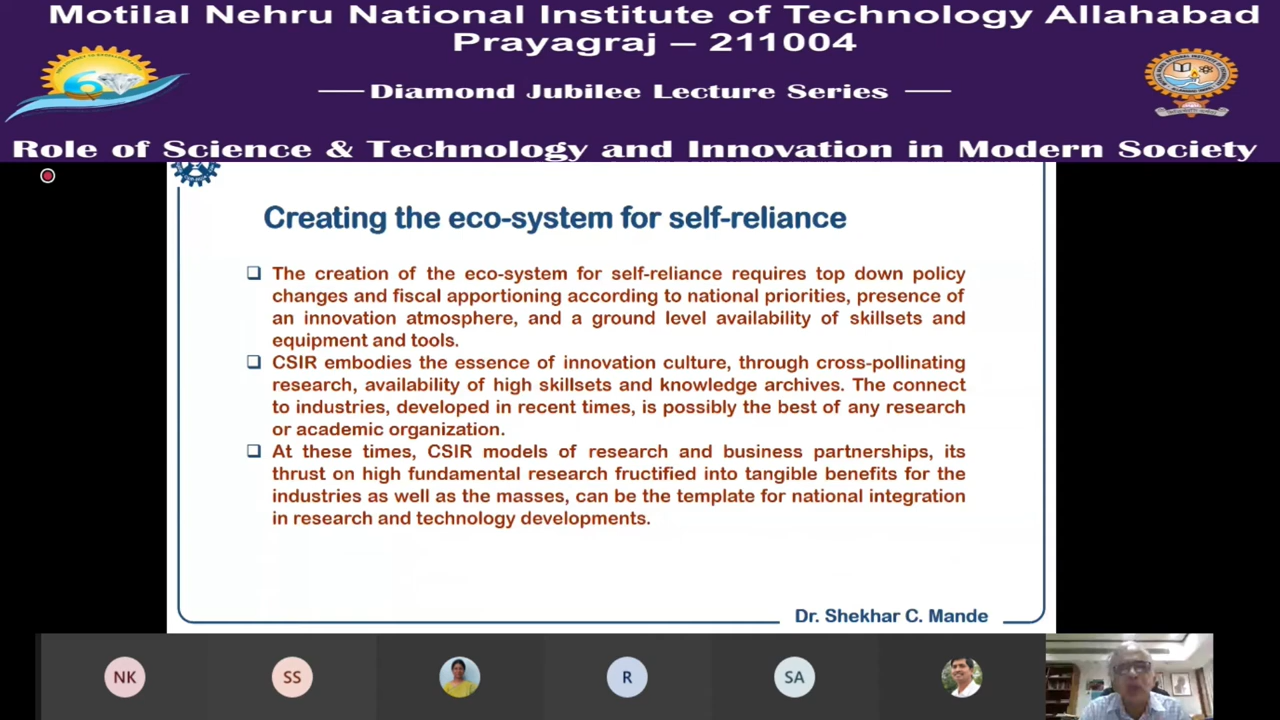 Motilal Nehru National Institute of Technology Allahabad
Prayagraj – 211004
Diamond Jubilee Lecture Series
Role of Science & Technology and Innovation in Modern Society
Creating the eco-system for self-reliance
The creation of the eco-system for self-reliance requires top down policy
changes and fiscal apportioning according to national priorities, presence of
an innovation atmosphere, and a ground level availability of skillsets and
equipment and tools.
CSIR embodies the essence of innovation culture, through cross-pollinating
research, availability of high skillsets and knowledge archives. The connect
to industries, developed in recent times, is possibly the best of any research
or academic organization.
At these times, CSIR models of research and business partnerships, its
thrust on high fundamental research fructified into tangible benefits for the
industries as well as the masses, can be the template for national integration
in research and technology developments.
Dr. Shekhar C. Mande
NK
SS
R
SA